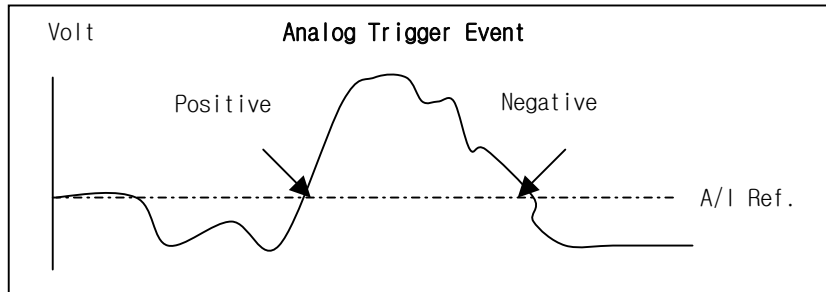 Volt
Analog Trigger Event
Positive
Negative
A/I Ref.